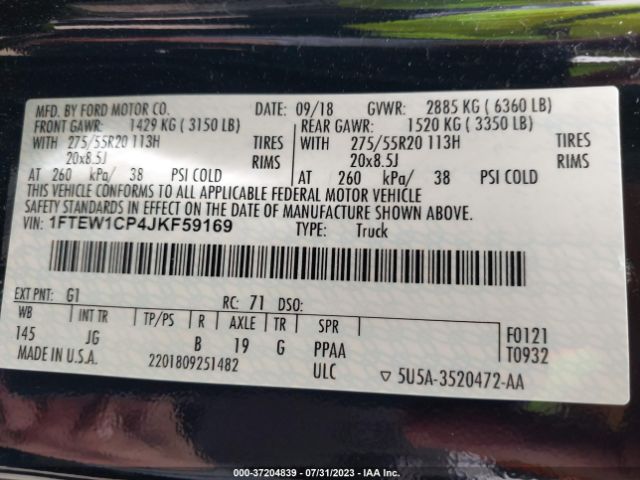 MFD. BY FORD MOTOR CO. DATE: 09/18 GVWR: 2885 KG ( 6360 LB)
FRONT GAWR: 1429 KG ( 3150 LB) REAR GAWR: 1520 KG ( 3350 LB)
WITH 275/55R20 113H TIRES WITH 275/55R20 113H TIRES
20x8.5J RIMS 20x8.5J RIMS
AT 260 kPa/ 38 PSI COLD AT 260 kPa/ 38 PSI COLD
THIS VEHICLE CONFORMS TO ALL APPLICABLE FEDERAL MOTOR VEHICLE
SAFETY STANDARDS IN EFFECT ON THE DATE OF MANUFACTURE SHOWN ABOVE.
VIN: 1FTEW1CP4JKF59169 TYPE: Truck
EXT PNT: G1 RC: 71 DSO:
WB INT TR TP/PS R AXLE TR SPR F0121
145 JG B 19 G PPAA T0932
MADE IN U.S.A. 2201809251482 ULC ▽ 5U5A-3520472-AA
000-37204839 - 07/31/2023 - IAA Inc.